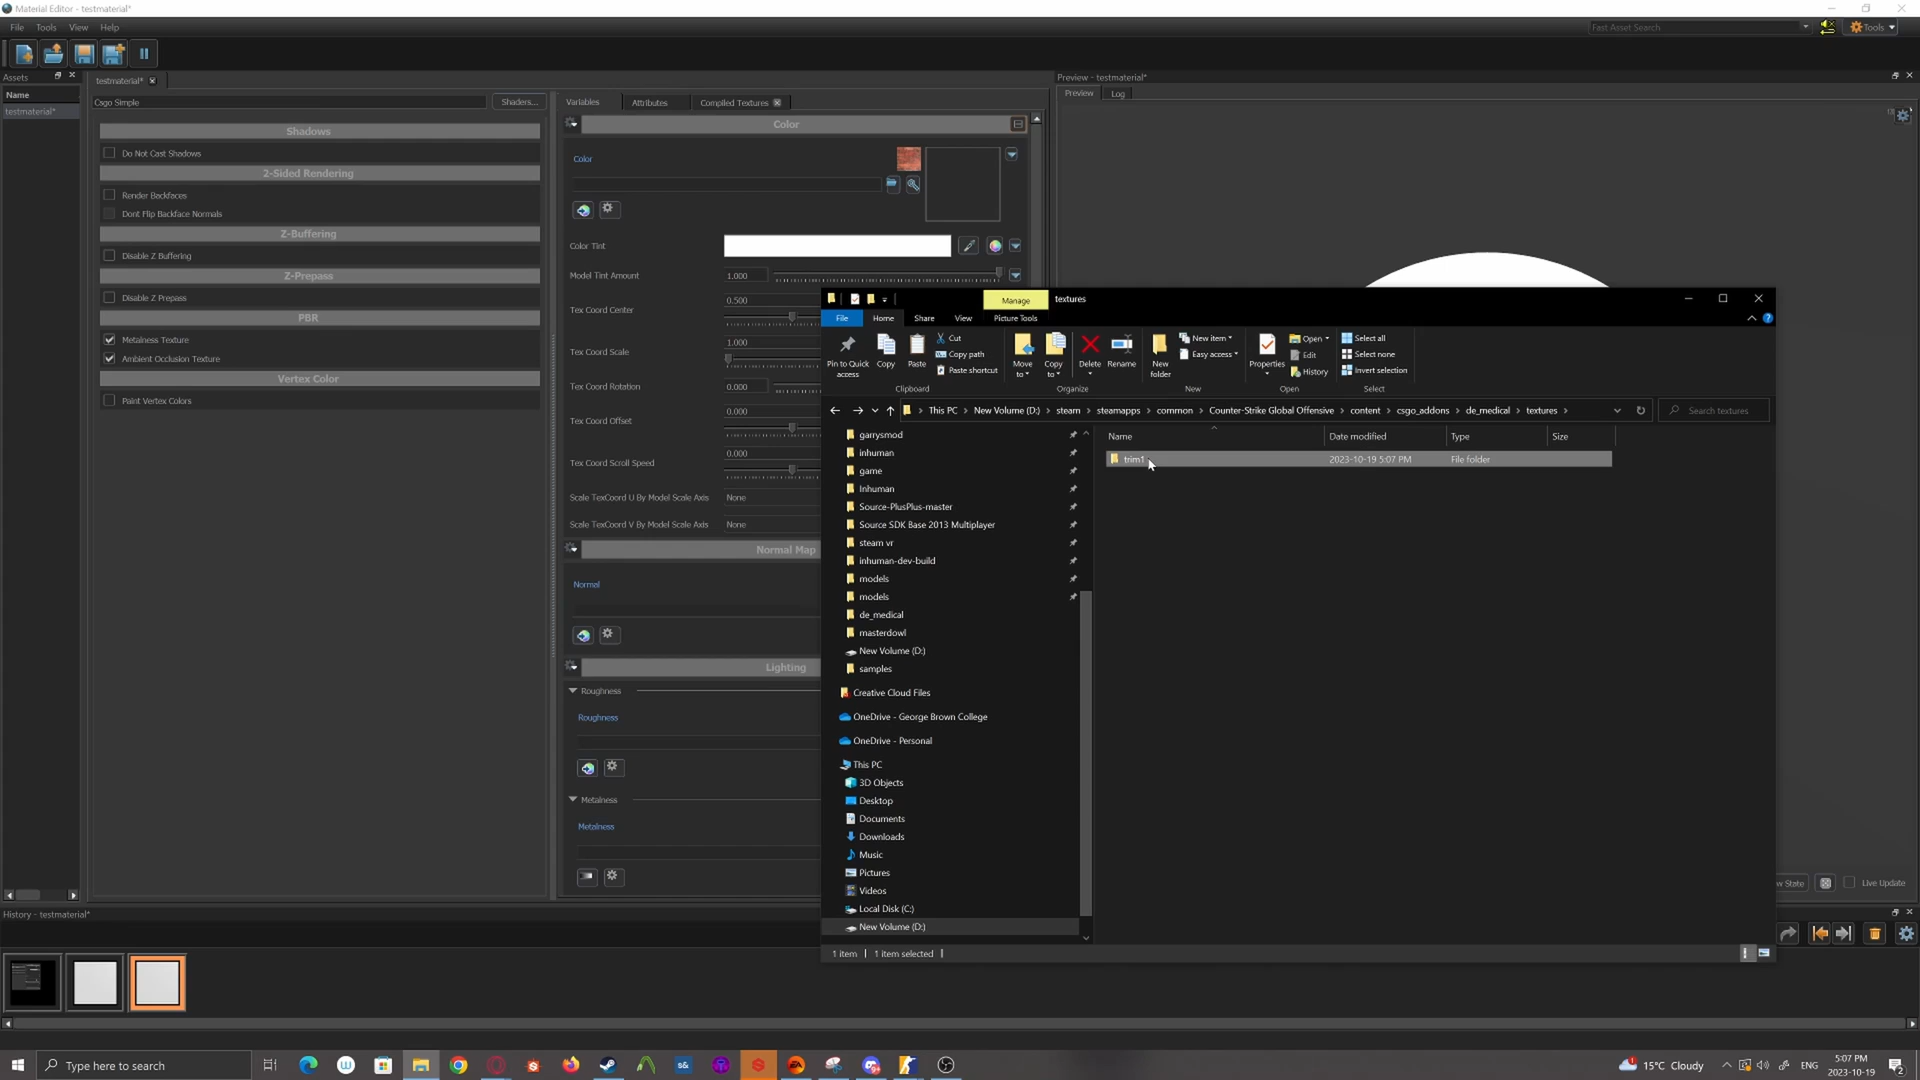 Material Editor - testmaterial*
File Tools View Help
Fast Asset Search
Tools
Assets
Name
testmaterial*
testmaterial*
Csgo Simple
Shaders...
Shadows
Do Not Cast Shadows
2-Sided Rendering
Render Backfaces
Dont Flip Backface Normals
Z-Buffering
Disable Z Buffering
Z-Prepass
Disable Z Prepass
PBR
Metalness Texture
Ambient Occlusion Texture
Vertex Color
Paint Vertex Colors
Variables Attributes Compiled Textures
Color
Color
Color Tint
Model Tint Amount 1.000
Tex Coord Center 0.500
Tex Coord Scale 1.000
Tex Coord Rotation 0.000
Tex Coord Offset 0.000
Tex Coord Scroll Speed 0.000
Scale TexCoord U By Model Scale Axis None
Scale TexCoord V By Model Scale Axis None
Normal Map
Normal
Lighting
Roughness
Roughness
Metalness
Metalness
Preview - testmaterial*
Preview Log
w State
Live Update
Manage textures
File Home Share View Picture Tools
Pin to Quick access
Copy
Paste
Cut
Copy path
Paste shortcut
Clipboard
Move to
Copy to
Delete
Rename
Organize
New folder
New item
Easy access
New
Properties
Open
Edit
History
Open
Select all
Select none
Invert selection
Select
This PC New Volume (D:) steam steamapps common Counter-Strike Global Offensive content csgo_addons de_medical textures
Search textures
Name Date modified Type Size
trim1 2023-10-19 5:07 PM File folder
garrysmod
inhuman
game
Inhuman
Source-PlusPlus-master
Source SDK Base 2013 Multiplayer
steam vr
inhuman-dev-build
models
models
de_medical
masterdowl
New Volume (D:)
samples
Creative Cloud Files
OneDrive - George Brown College
OneDrive - Personal
This PC
3D Objects
Desktop
Documents
Downloads
Music
Pictures
Videos
Local Disk (C:)
New Volume (D:)
1 item 1 item selected
History - testmaterial*
Type here to search
15°C Cloudy
ENG
5:07 PM
2023-10-19
2